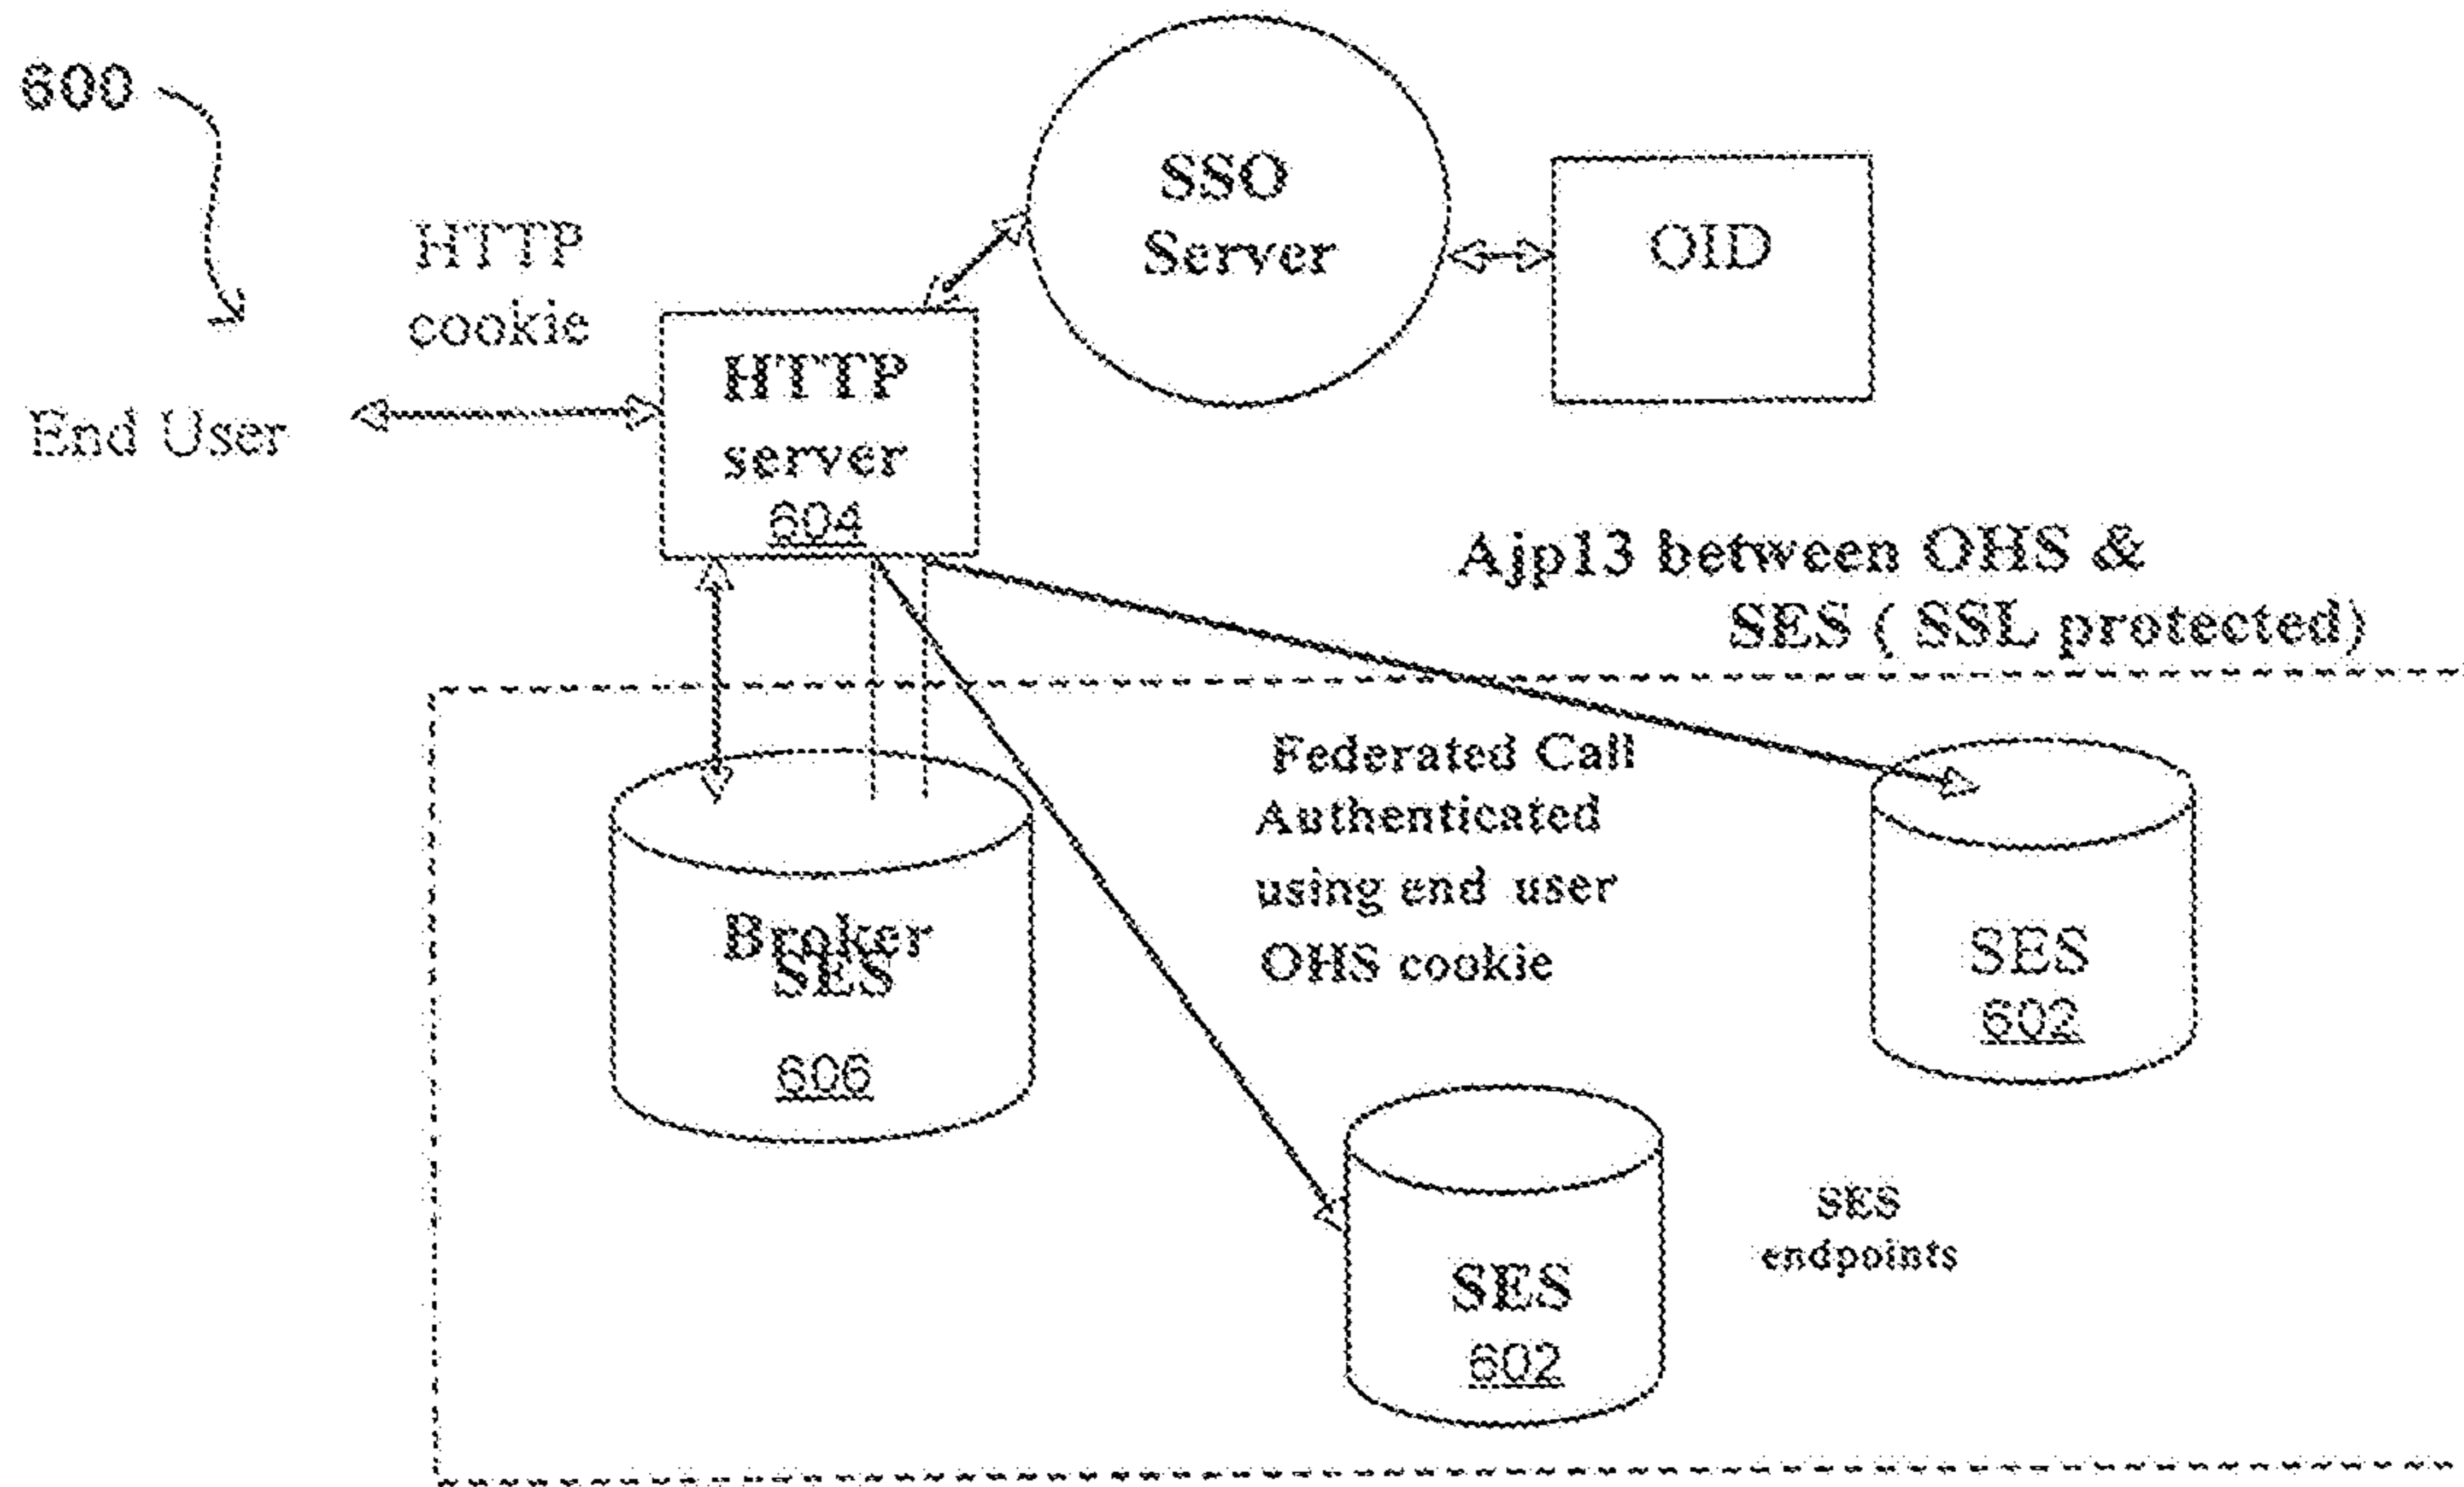 600
HTTP
cookie
End User
SSO
Server
OID
HTTP
server
604
Ajp13 between OHS &
SES ( SSL protected)
Federated Call
Authenticated
using end user
OHS cookie
Broker
SES
606
SES
602
SES
602
SES
endpoints